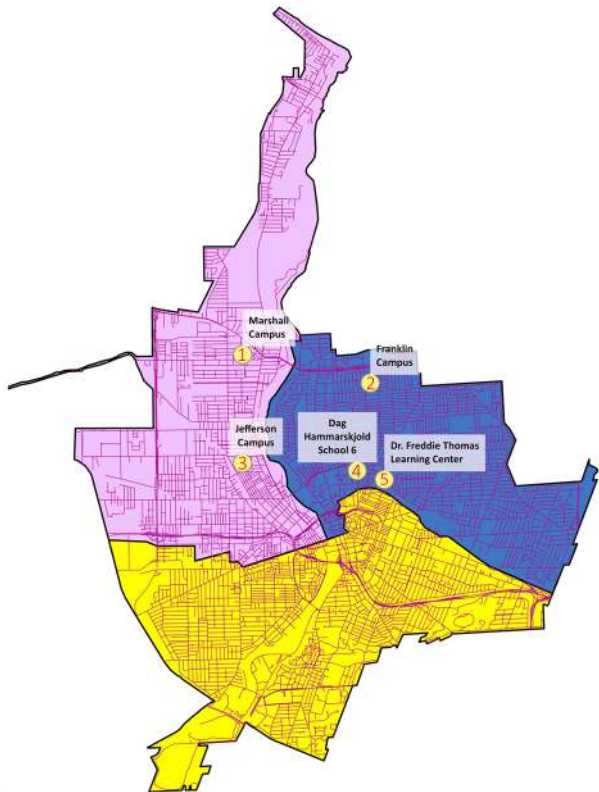 Marshall
Campus
1
Franklin
Campus
2
Jefferson
Campus
3
Dag
Hammarskjold
School 6
4
Dr. Freddie Thomas
Learning Center
5